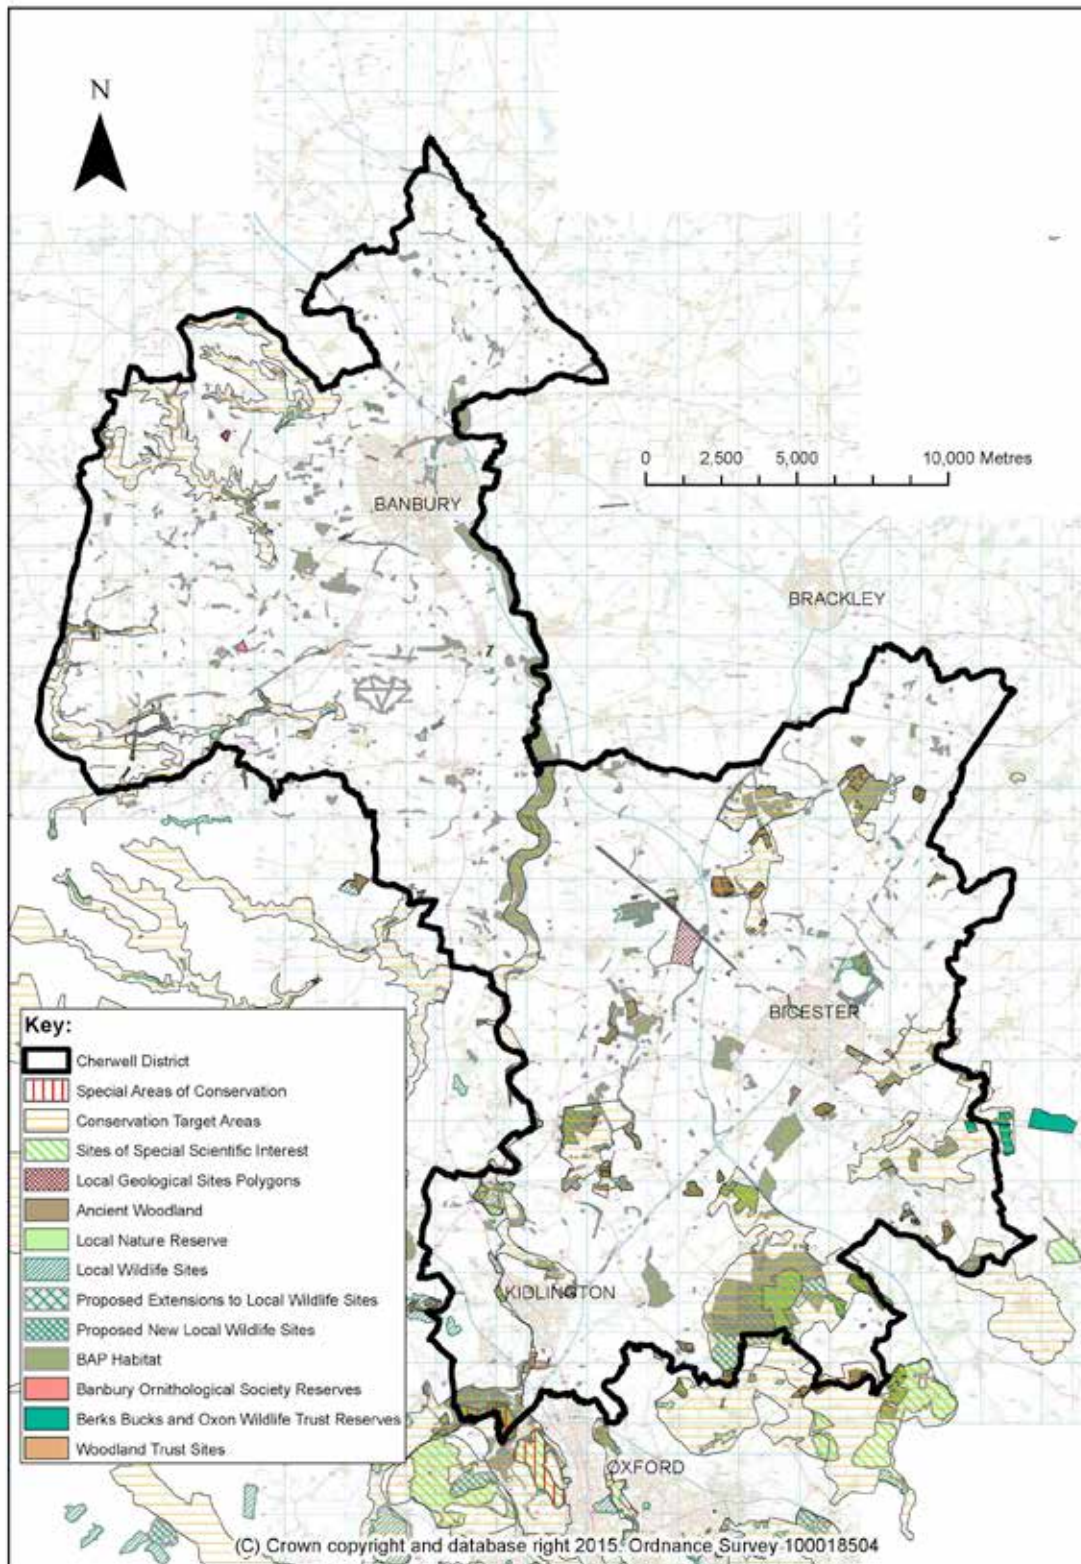 N
0 2,500 5,000 10,000 Metres
BANBURY
BRACKLEY
BICESTER
KIDLINGTON
OXFORD
Key:
Cherwell District
Special Areas of Conservation
Conservation Target Areas
Sites of Special Scientific Interest
Local Geological Sites Polygons
Ancient Woodland
Local Nature Reserve
Local Wildlife Sites
Proposed Extensions to Local Wildlife Sites
Proposed New Local Wildlife Sites
BAP Habitat
Banbury Ornithological Society Reserves
Berks Bucks and Oxon Wildlife Trust Reserves
Woodland Trust Sites
(C) Crown copyright and database right 2015. Ordnance Survey 100018504